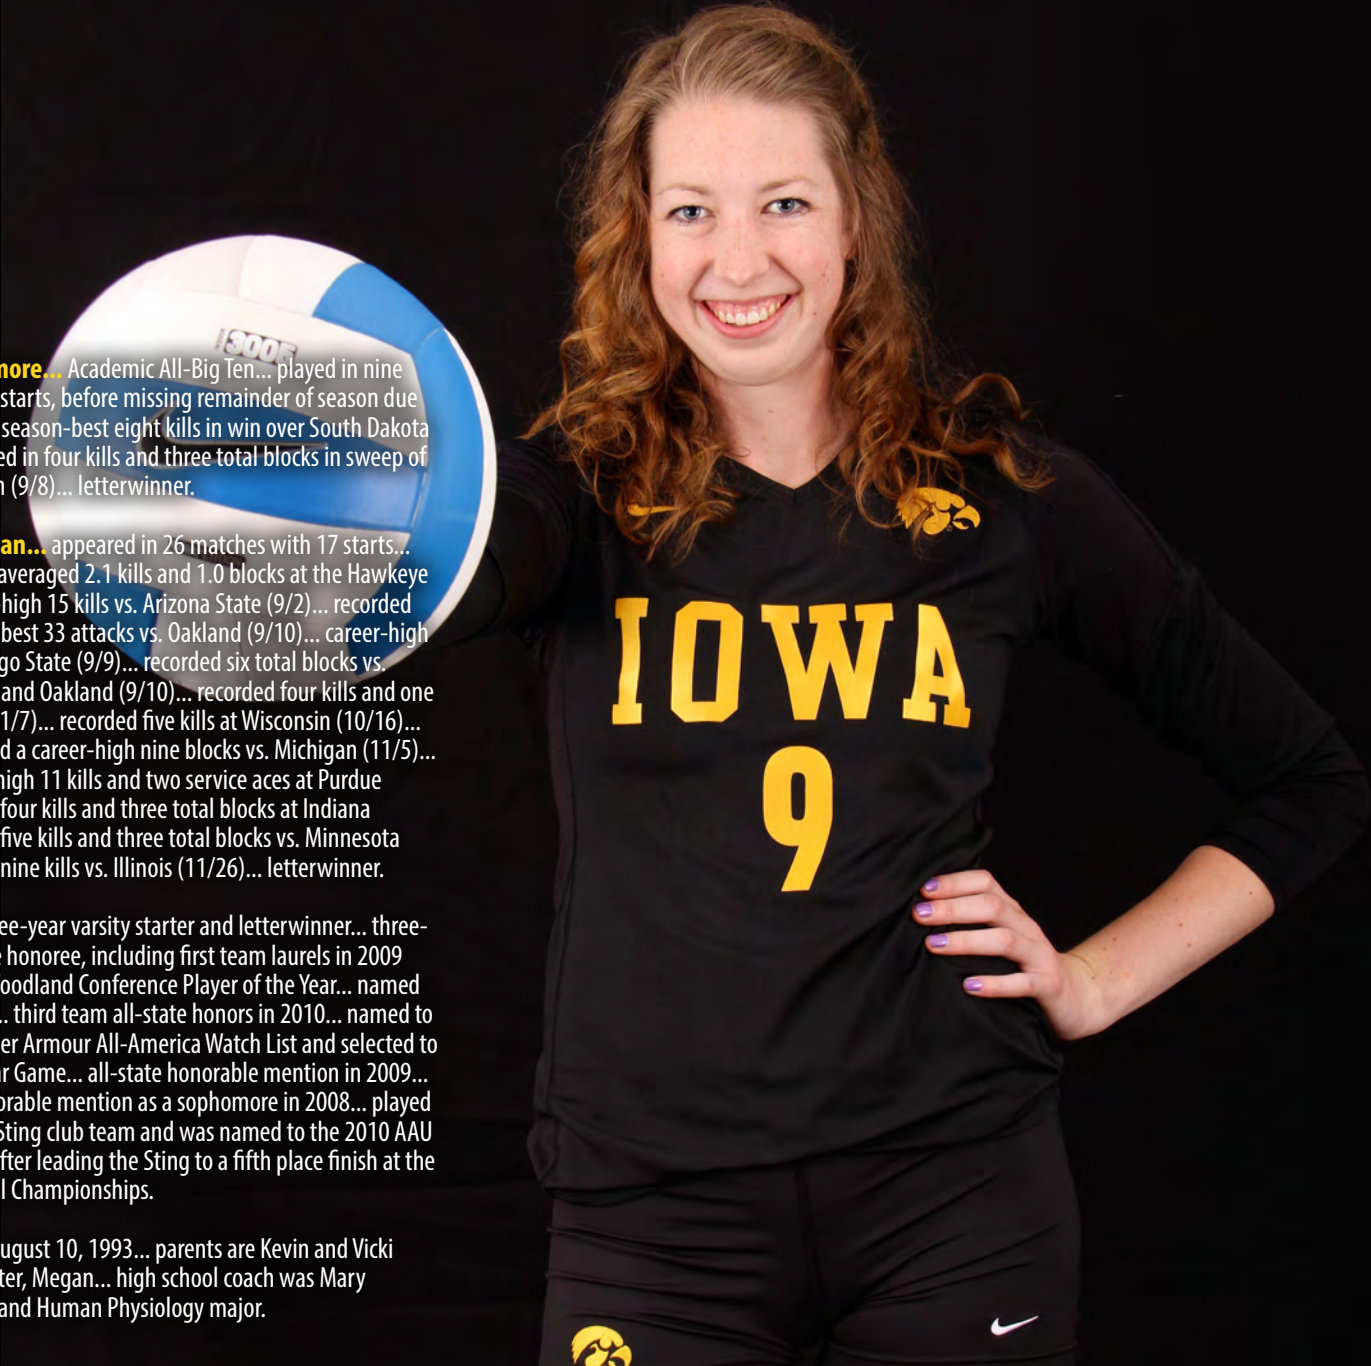 3005
more... Academic All-Big Ten... played in nine
starts, before missing remainder of season due
season-best eight kills in win over South Dakota
ed in four kills and three total blocks in sweep of
n (9/8)... letterwinner.
an... appeared in 26 matches with 17 starts...
averaged 2.1 kills and 1.0 blocks at the Hawkeye
-high 15 kills vs. Arizona State (9/2)... recorded
best 33 attacks vs. Oakland (9/10)... career-high
go State (9/9)... recorded six total blocks vs.
and Oakland (9/10)... recorded four kills and one
1/7)... recorded five kills at Wisconsin (10/16)...
d a career-high nine blocks vs. Michigan (11/5)...
high 11 kills and two service aces at Purdue
four kills and three total blocks at Indiana
five kills and three total blocks vs. Minnesota
nine kills vs. Illinois (11/26)... letterwinner.
ee-year varsity starter and letterwinner... three-
e honoree, including first team laurels in 2009
oodland Conference Player of the Year... named
.. third team all-state honors in 2010... named to
er Armour All-America Watch List and selected to
ar Game... all-state honorable mention in 2009...
orable mention as a sophomore in 2008... played
Sting club team and was named to the 2010 AAU
fter leading the Sting to a fifth place finish at the
l Championships.
ugust 10, 1993... parents are Kevin and Vicki
ter, Megan... high school coach was Mary
and Human Physiology major.
IOWA
9